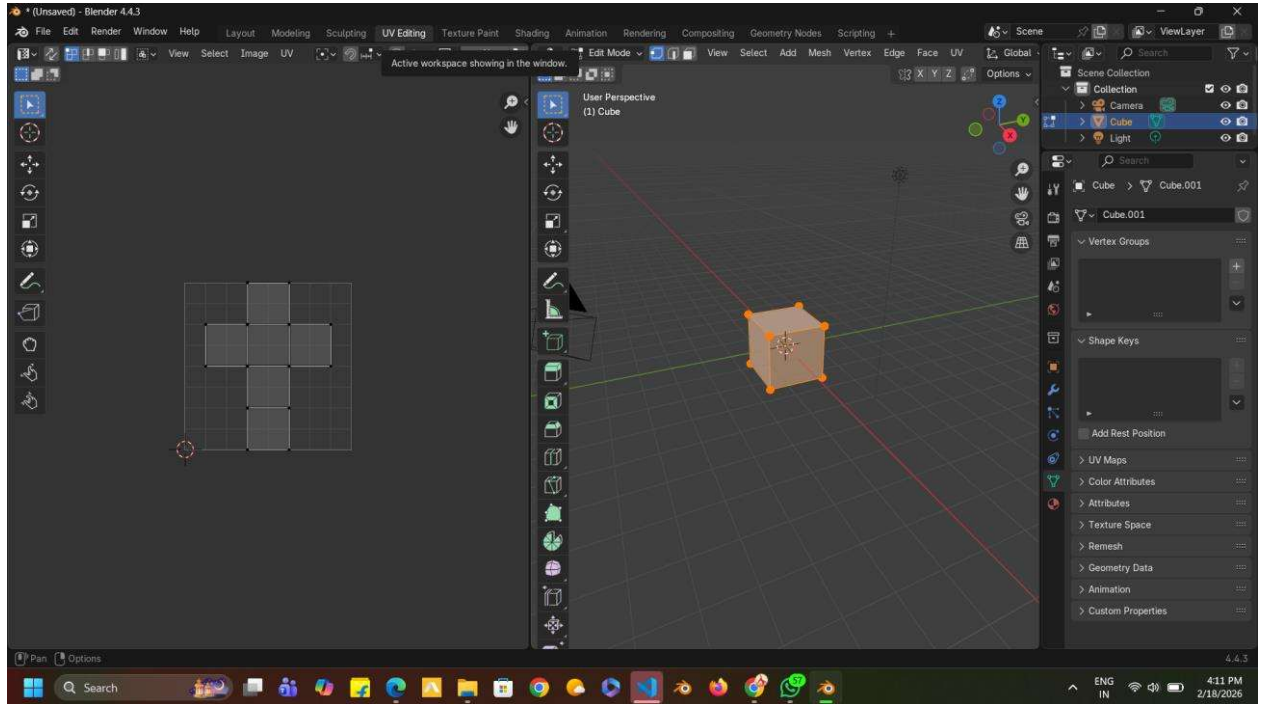 * (Unsaved) - Blender 4.4.3
File Edit Render Window Help Layout Modeling Sculpting UV Editing Texture Paint Shading Animation Rendering Compositing Geometry Nodes Scripting + Scene ViewLayer
View Select Image UV Edit Mode View Select Add Mesh Vertex Edge Face UV Global Search
Active workspace showing in the window.
X Y Z Options
Scene Collection
Collection
Camera
Cube
Light
User Perspective
(1) Cube
Z
Y
X
Search
Cube > Cube.001
Cube.001
Vertex Groups
Shape Keys
Add Rest Position
UV Maps
Color Attributes
Attributes
Texture Space
Remesh
Geometry Data
Animation
Custom Properties
Pan Options
4.4.3
Search
57
ENG
IN
4:11 PM
2/18/2026